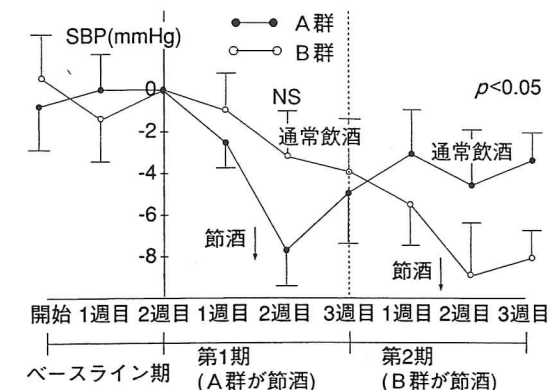 SBP(mmHg)
A群
B群
p<0.05
0
NS
-2
通常飲酒
通常飲酒
-4
-6
節酒
節酒
-8
開始 1週目 2週目 1週目 2週目 3週目 1週目 2週目 3週目
ベースライン期
第1期
(A群が節酒)
第2期
(B群が節酒)